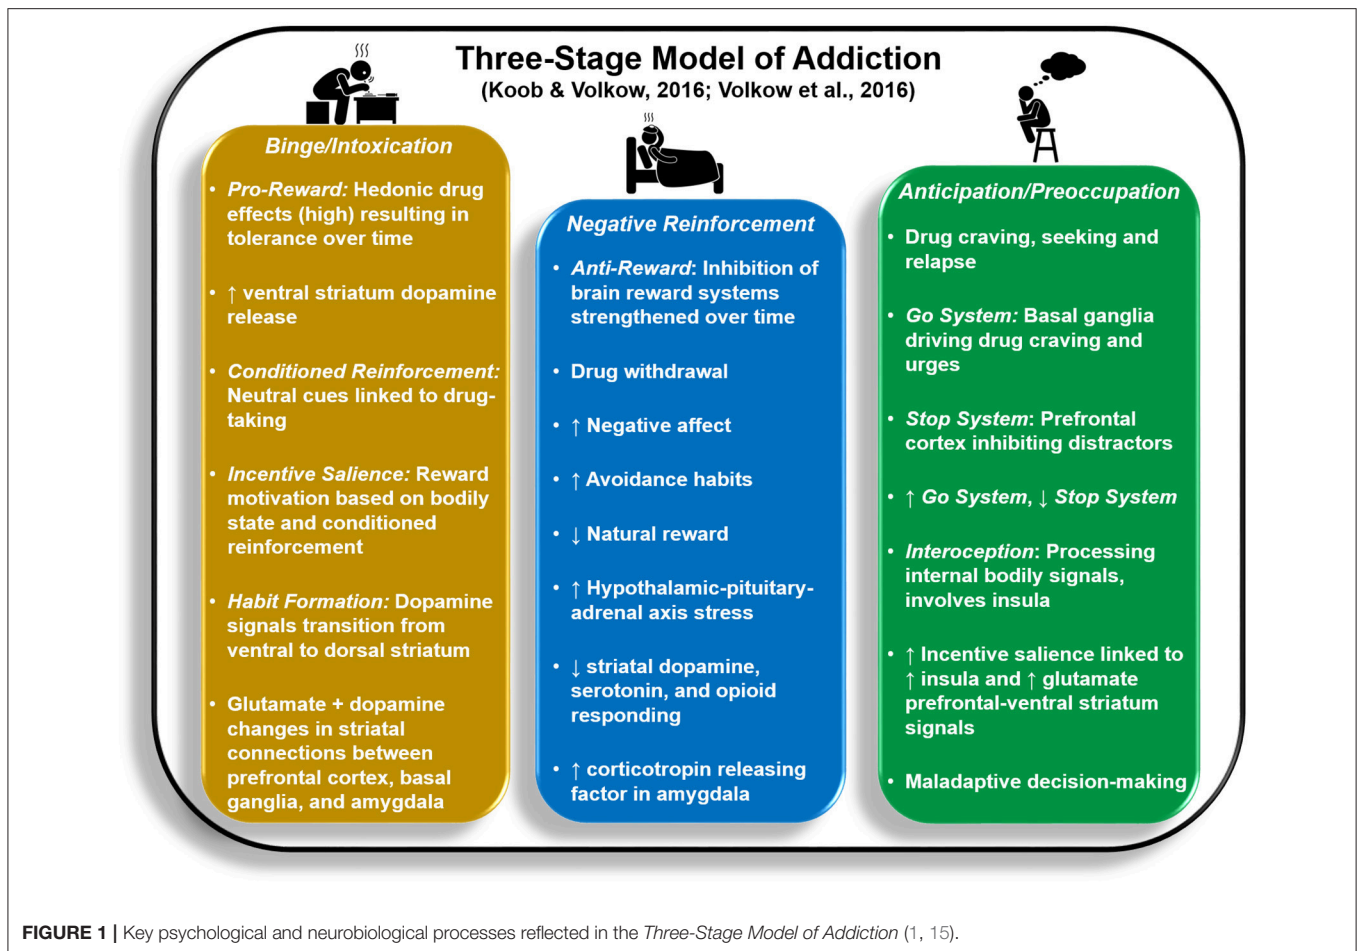 Three-Stage Model of Addiction
(Koob & Volkow, 2016; Volkow et al., 2016)
Binge/Intoxication
• Pro-Reward: Hedonic drug
effects (high) resulting in
tolerance over time
• ↑ ventral striatum dopamine
release
• Conditioned Reinforcement:
Neutral cues linked to drug-
taking
• Incentive Salience: Reward
motivation based on bodily
state and conditioned
reinforcement
• Habit Formation: Dopamine
signals transition from
ventral to dorsal striatum
• Glutamate + dopamine
changes in striatal
connections between
prefrontal cortex, basal
ganglia, and amygdala
Negative Reinforcement
• Anti-Reward: Inhibition of
brain reward systems
strengthened over time
• Drug withdrawal
• ↑ Negative affect
• ↑ Avoidance habits
• ↓ Natural reward
• ↑ Hypothalamic-pituitary-
adrenal axis stress
• ↓ striatal dopamine,
serotonin, and opioid
responding
• ↑ corticotropin releasing
factor in amygdala
Anticipation/Preoccupation
• Drug craving, seeking and
relapse
• Go System: Basal ganglia
driving drug craving and
urges
• Stop System: Prefrontal
cortex inhibiting distractors
• ↑ Go System, ↓ Stop System
• Interoception: Processing
internal bodily signals,
involves insula
• ↑ Incentive salience linked to
↑ insula and ↑ glutamate
prefrontal-ventral striatum
signals
• Maladaptive decision-making
FIGURE 1 | Key psychological and neurobiological processes reflected in the Three-Stage Model of Addiction (1, 15).